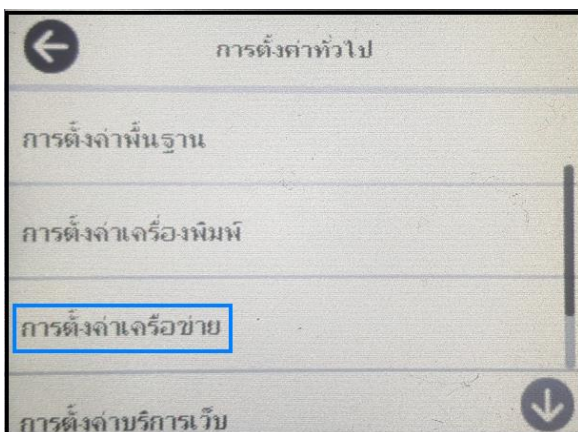 การตั้งค่าทั่วไป
การตั้งค่าพื้นฐาน
การตั้งค่าเครื่องพิมพ์
การตั้งค่าเครือข่าย
การตั้งค่าบริการเว็บ